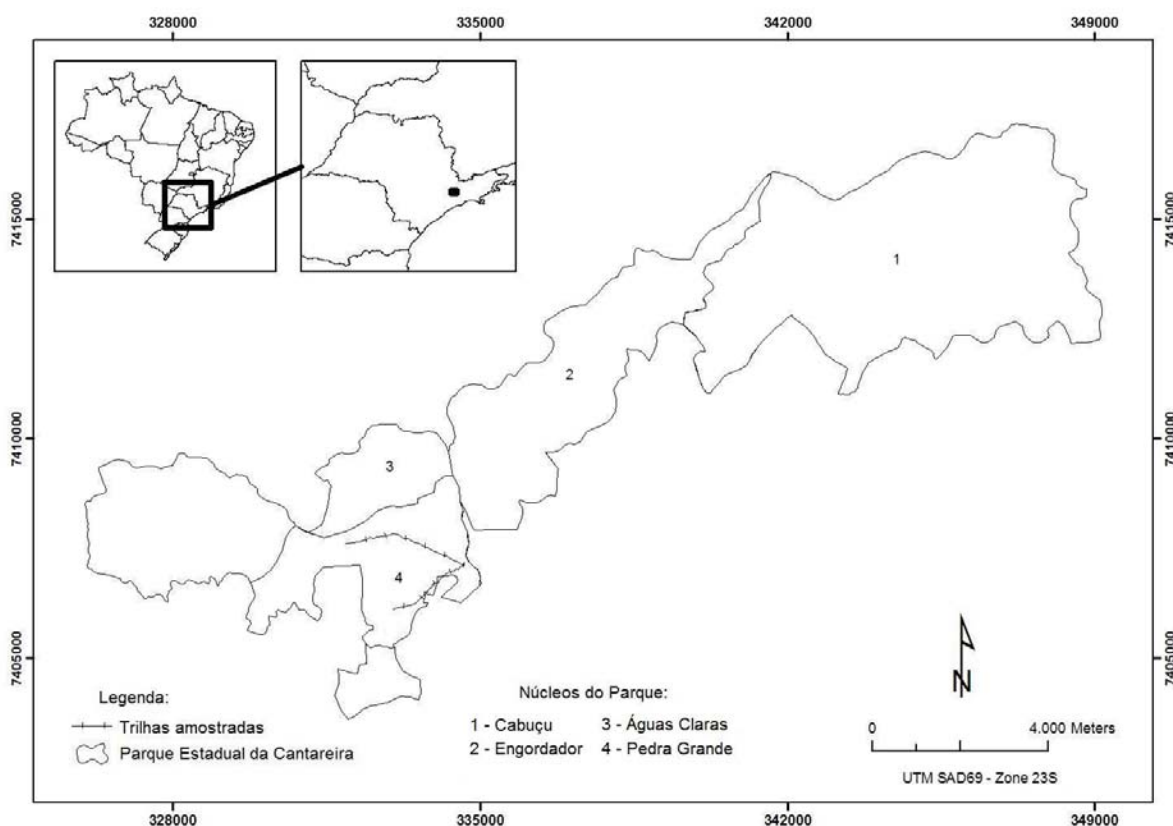 328000 335000 342000 349000
7415000 7415000
1
2
7410000 7410000
3
4
7405000 7405000
N
Legenda:
Trilhas amostradas
Parque Estadual da Cantareira
Núcleos do Parque:
1 - Cabuçu 3 - Águas Claras
2 - Engordador 4 - Pedra Grande
0 4.000 Meters
UTM SAD69 - Zone 23S
328000 335000 342000 349000